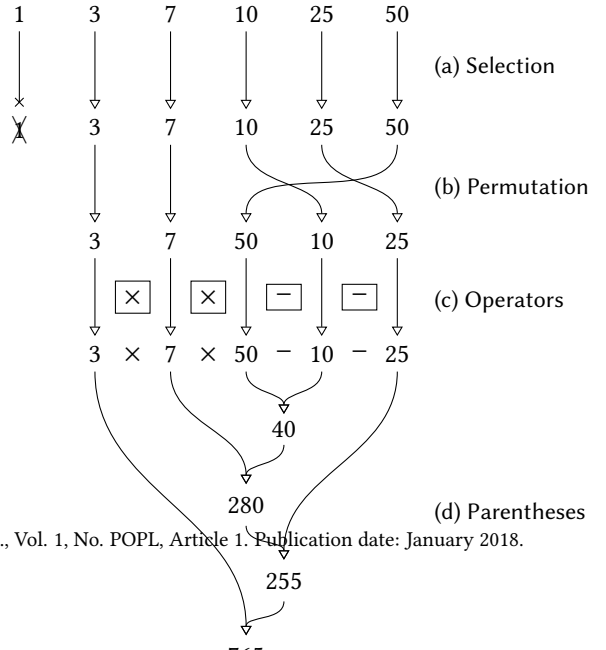 1 3 7 10 25 50
(a) Selection
1 3 7 10 25 50
(b) Permutation
3 7 50 10 25
× × − − (c) Operators
3 × 7 × 50 − 10 − 25
40
280
(d) Parentheses
., Vol. 1, No. POPL, Article 1. Publication date: January 2018.
255